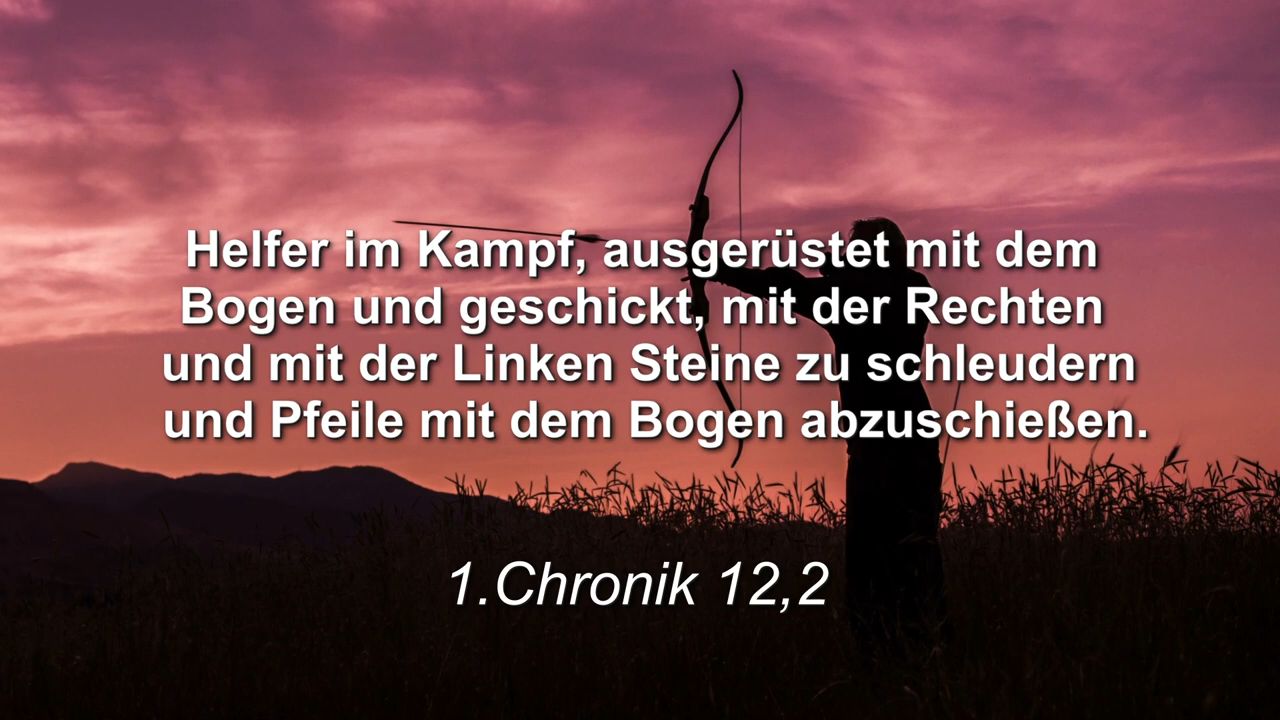 Helfer im Kampf, ausgerüstet mit dem
Bogen und geschickt, mit der Rechten
und mit der Linken Steine zu schleudern
und Pfeile mit dem Bogen abzuschießen.
1.Chronik 12,2